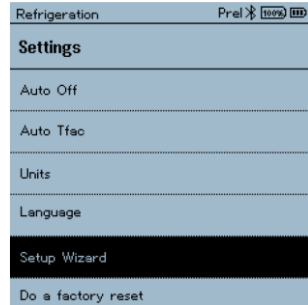 Refrigeration Prel 100%
Settings
Auto Off
Auto Tfac
Units
Language
Setup Wizard
Do a factory reset